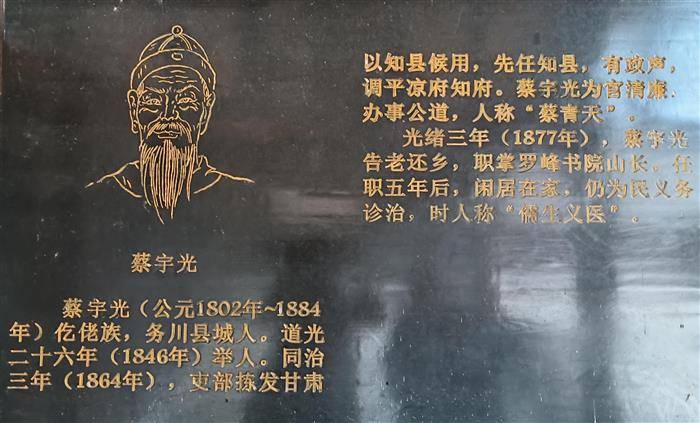 蔡宇光
蔡宇光（公元1802年~1884
年）仡佬族，务川县城人。道光
二十六年（1846年）举人。同治
三年（1864年），吏部拣发甘肃
以知县候用，先任知县，有政声，
调平凉府知府。蔡宇光为官清廉、
办事公道，人称“蔡青天”。
光绪三年（1877年），蔡宇光
告老还乡，职掌罗峰书院山长。任
职五年后，闲居在家，仍为民义务
诊治，时人称“儒生义医”。